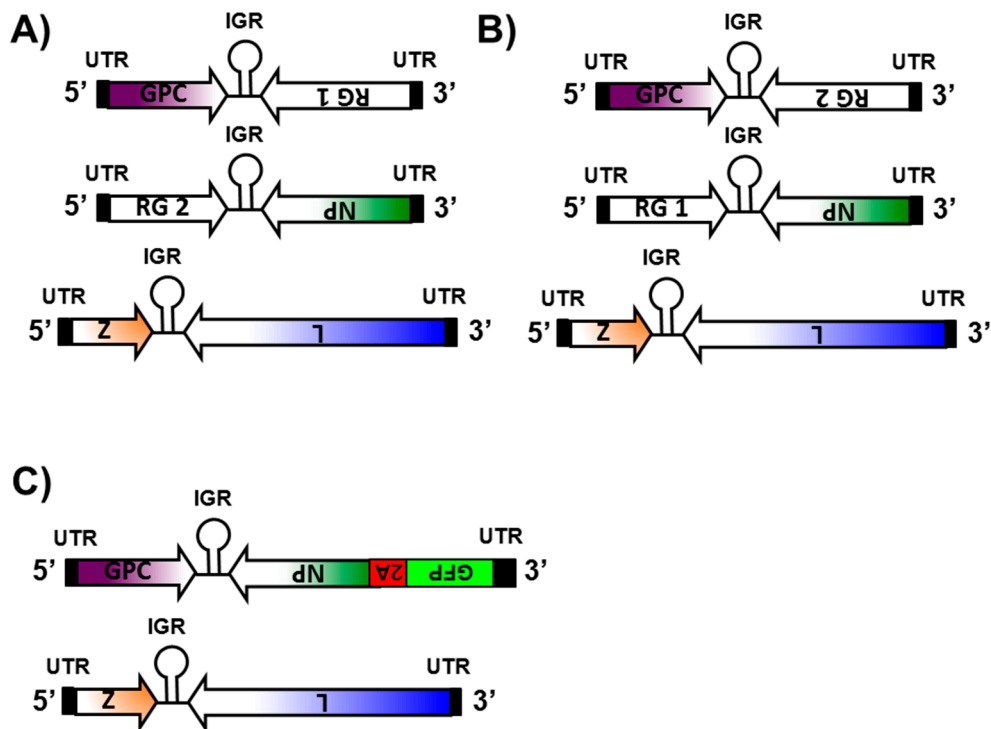 A)
IGR
UTR UTR
5’ GPC RG 1 3’
IGR
UTR UTR
5’ RG 2 NP 3’
IGR
UTR UTR
5’ Z L 3’
B)
IGR
UTR UTR
5’ GPC RG 2 3’
IGR
UTR UTR
5’ RG 1 NP 3’
IGR
UTR UTR
5’ Z L 3’
C)
IGR
UTR UTR
5’ GPC NP 2A GFP 3’
IGR
UTR UTR
5’ Z L 3’